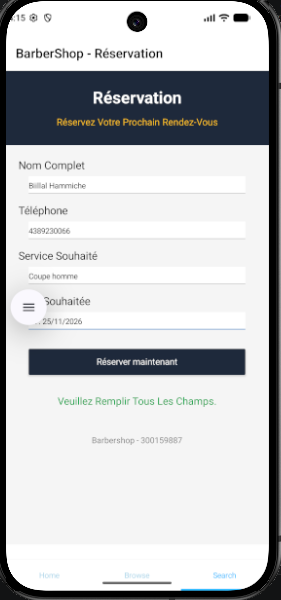 :15
BarberShop - Réservation
Réservation
Réservez Votre Prochain Rendez-Vous
Nom Complet
Billal Hammiche
Téléphone
4389230066
Service Souhaité
Coupe homme
Souhaitée
25/11/2026
Réserver maintenant
Veuillez Remplir Tous Les Champs.
Barbershop - 300159887
Home Browse Search